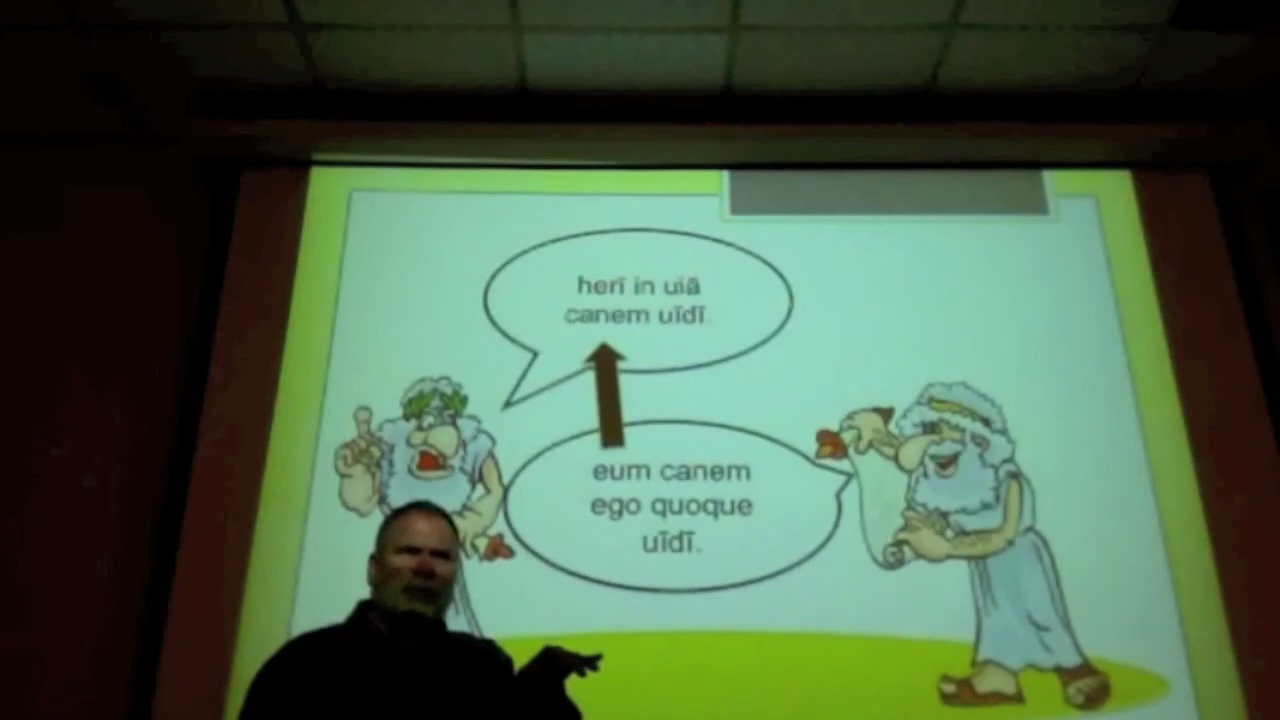 herī in uiā
canem uīdī.
eum canem
ego quoque
uīdī.